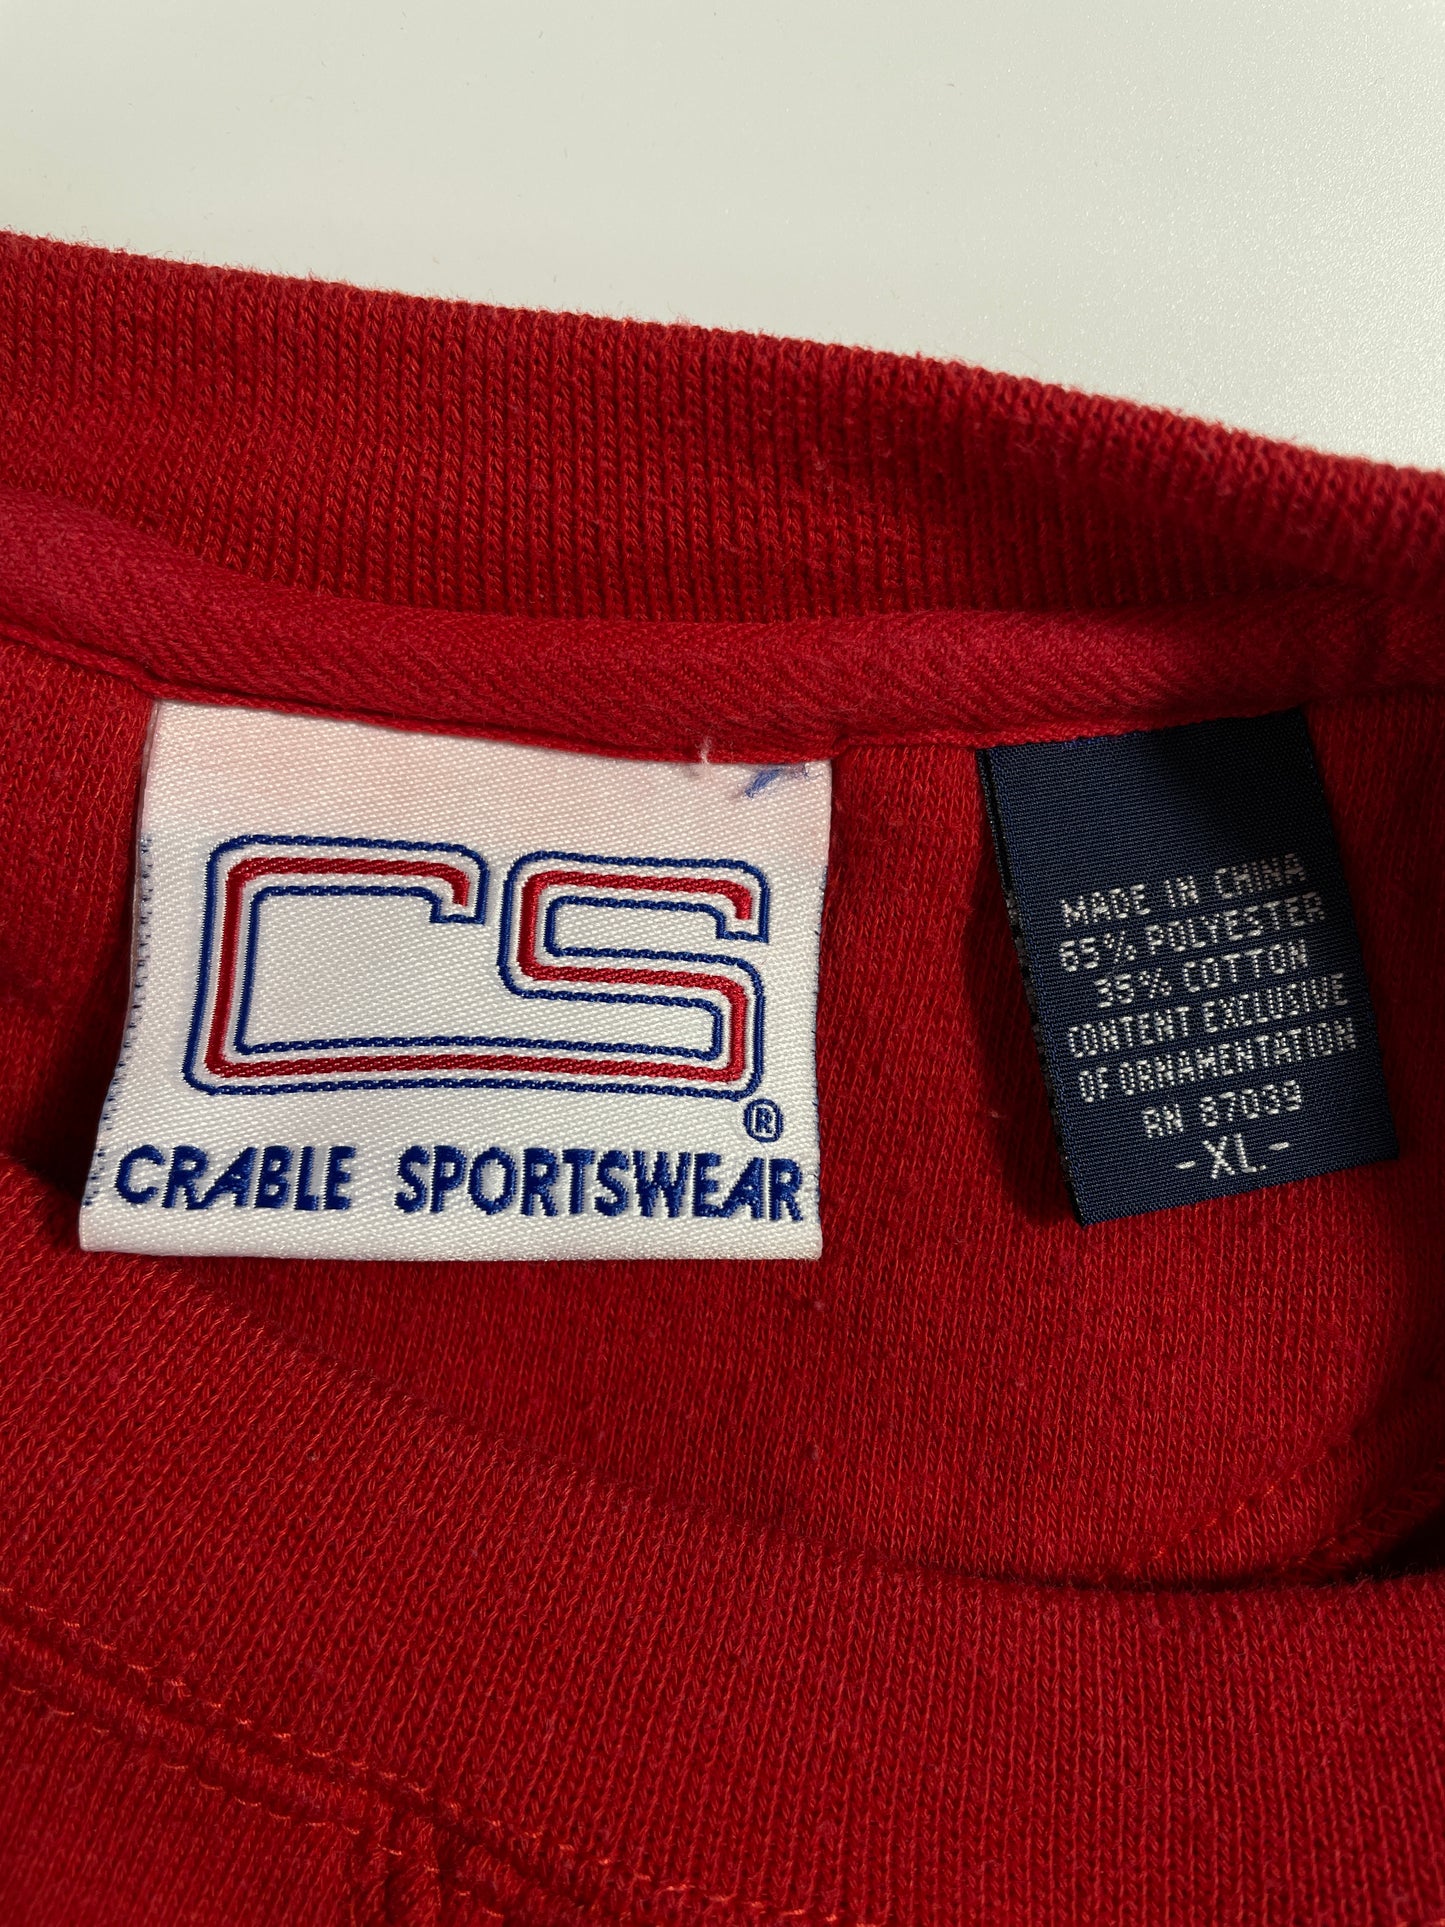 CS
®
CRABLE SPORTSWEAR
MADE IN CHINA
65% POLYESTER
35% COTTON
CONTENT EXCLUSIVE
OF ORNAMENTATION
RN 87039
-XL-